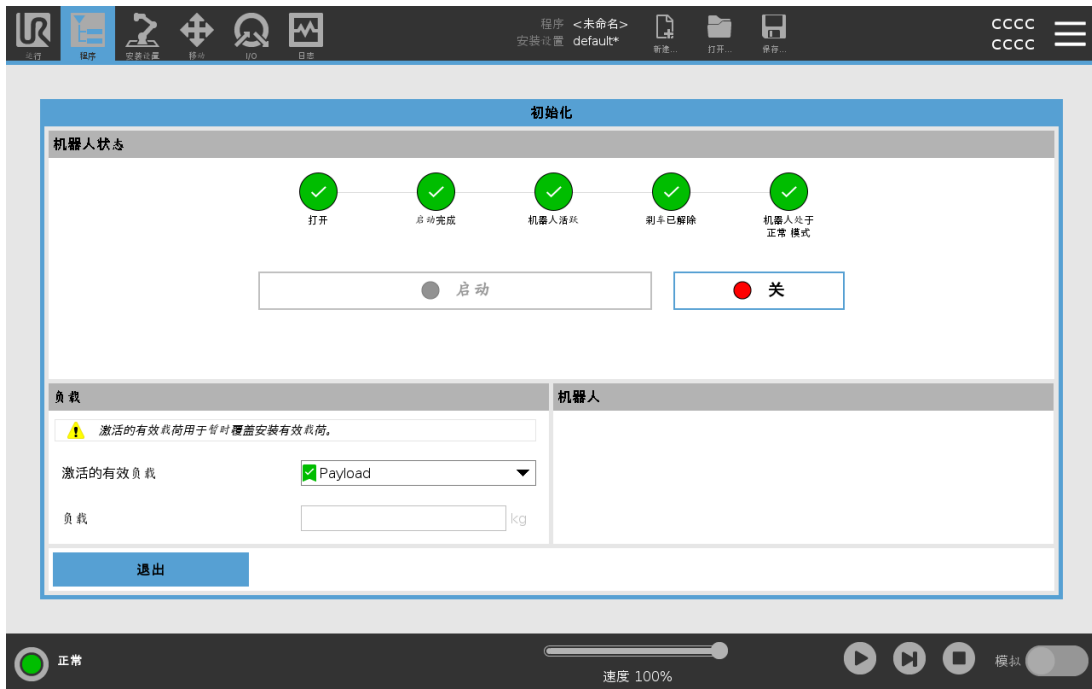 UR
运行
程序
安装设置
移动
I/O
日志
程序 <未命名>
安装设置 default*
新建...
打开...
保存...
cccc
cccc
初始化
机器人状态
打开
启动完成
机器人活跃
刹车已解除
机器人处于
正常 模式
启动
关
负载
机器人
激活的有效载荷用于暂时覆盖安装有效载荷。
激活的有效负载
Payload
负载
kg
退出
正常
速度 100%
模拟